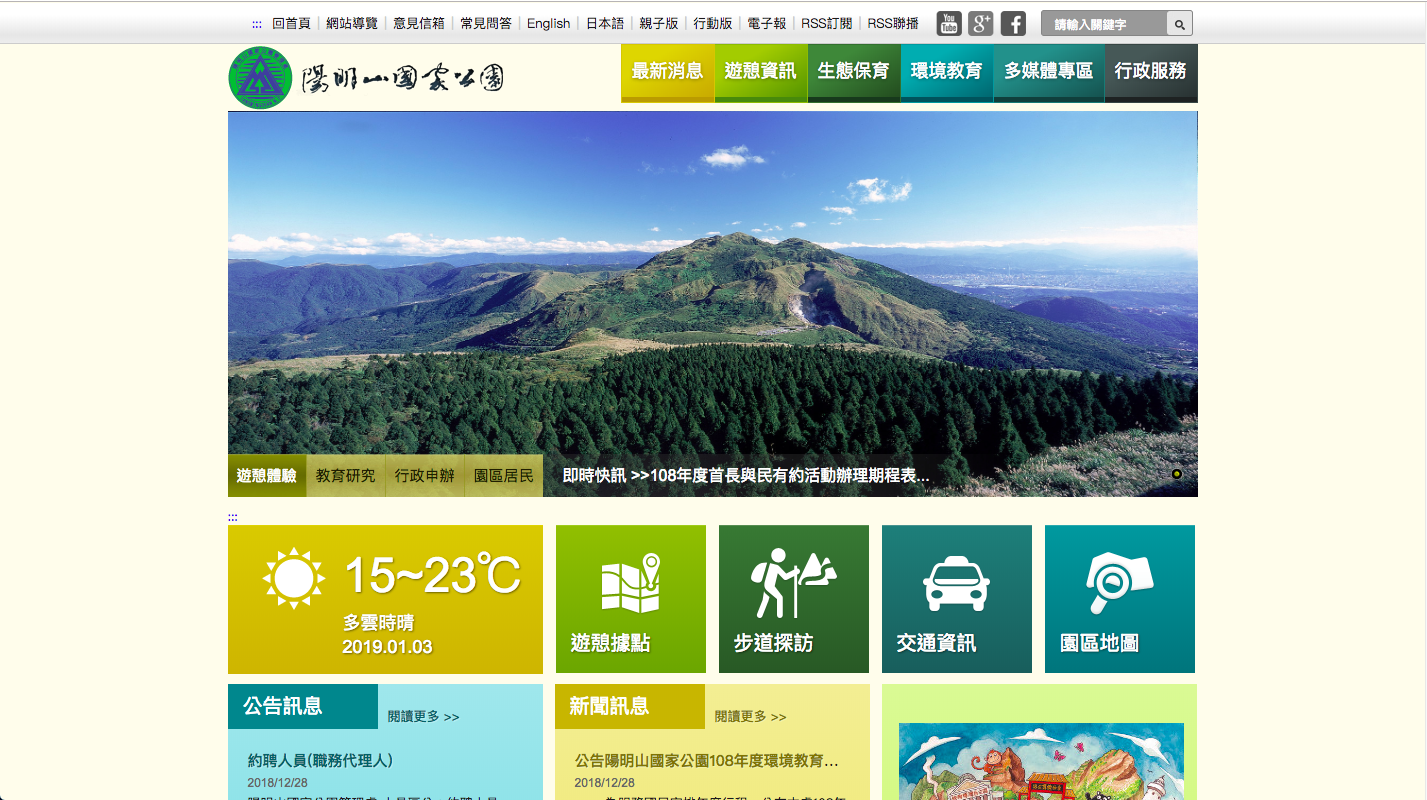 ::: 回首頁 | 網站導覽 | 意見信箱 | 常見問答 | English | 日本語 | 親子版 | 行動版 | 電子報 | RSS訂閱 | RSS聯播 You Tube g+ f 請輸入關鍵字
陽明山國家公園 最新消息 遊憩資訊 生態保育 環境教育 多媒體專區 行政服務
遊憩體驗 教育研究 行政申辦 園區居民 即時快訊 >>108年度首長與民有約活動辦理期程表...
:::
15~23℃
多雲時晴
2019.01.03
遊憩據點 步道探訪 交通資訊 園區地圖
公告訊息 閱讀更多 >>
約聘人員(職務代理人)
2018/12/28
新聞訊息 閱讀更多 >>
公告陽明山國家公園108年度環境教育...
2018/12/28